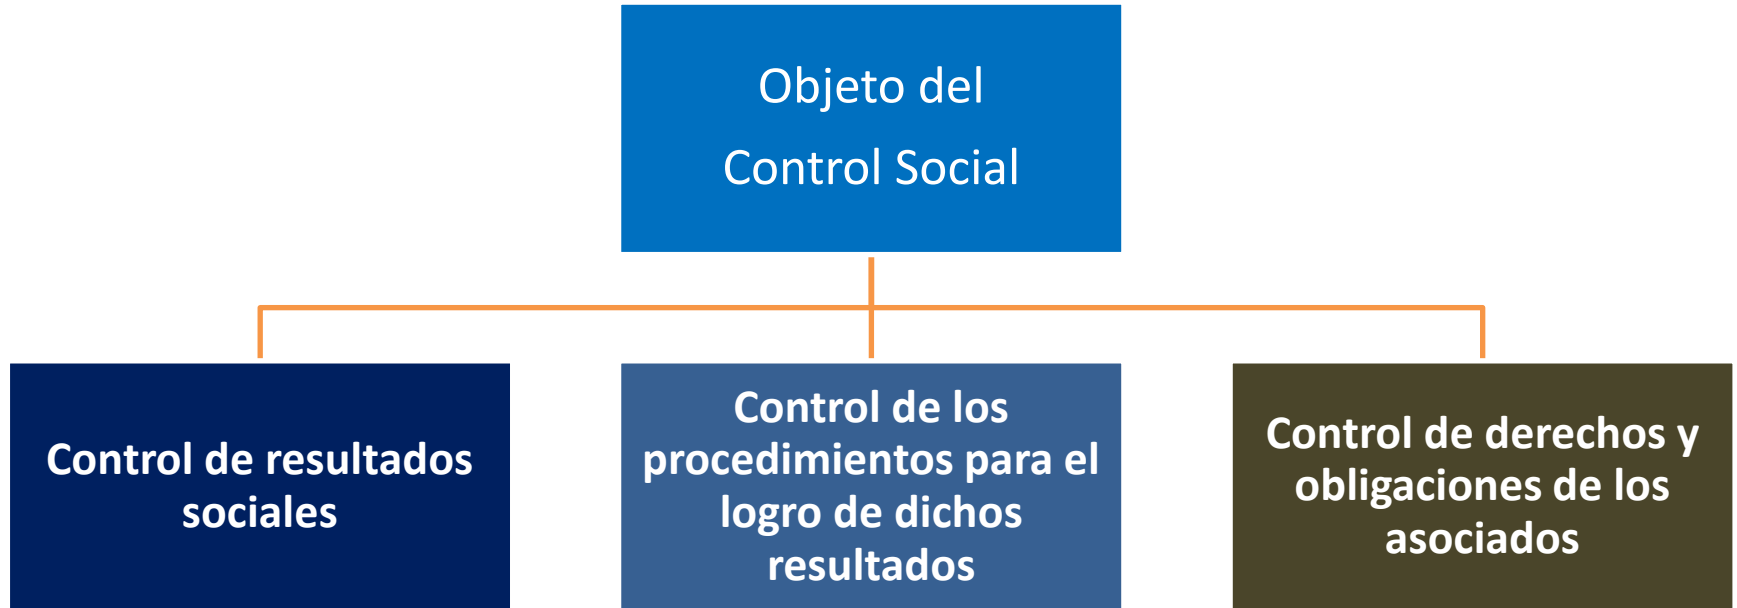 Objeto del
Control Social
Control de resultados
sociales
Control de los
procedimientos para el
logro de dichos
resultados
Control de derechos y
obligaciones de los
asociados